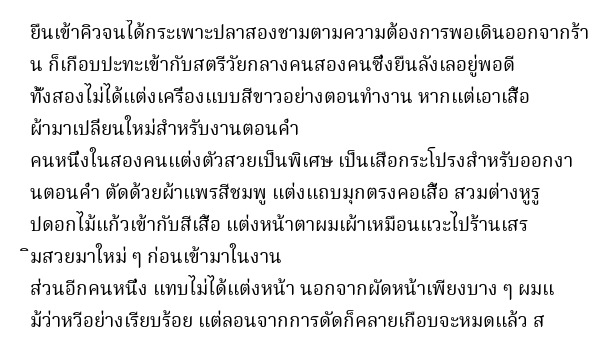 ยืนเข้าคิวจนได้กระเพาะปลาสองชามตามความต้องการพอเดินออกจากร้า
น ก็เกือบปะทะเข้ากับสตรีวัยกลางคนสองคนซึ่งยืนลังเลอยู่พอดี
ทั้งสองไม่ได้แต่งเครื่องแบบสีขาวอย่างตอนทำงาน หากแต่เอาเสื้อ
ผ้ามาเปลี่ยนใหม่สำหรับงานตอนค่ำ
คนหนึ่งในสองคนแต่งตัวสวยเป็นพิเศษ เป็นเสื้อกระโปรงสำหรับออกงา
นตอนค่ำ ตัดด้วยผ้าแพรสีชมพู แต่งแถบมุกตรงคอเสื้อ สวมต่างหูรู
ปดอกไม้แก้วเข้ากับสีเสื้อ แต่งหน้าตาผมเผ้าเหมือนแวะไปร้านเสร
ิมสวยมาใหม่ ๆ ก่อนเข้ามาในงาน
ส่วนอีกคนหนึ่ง แทบไม่ได้แต่งหน้า นอกจากผัดหน้าเพียงบาง ๆ ผมแ
ม้ว่าหวีอย่างเรียบร้อย แต่ลอนจากการดัดก็คลายเกือบจะหมดแล้ว ส